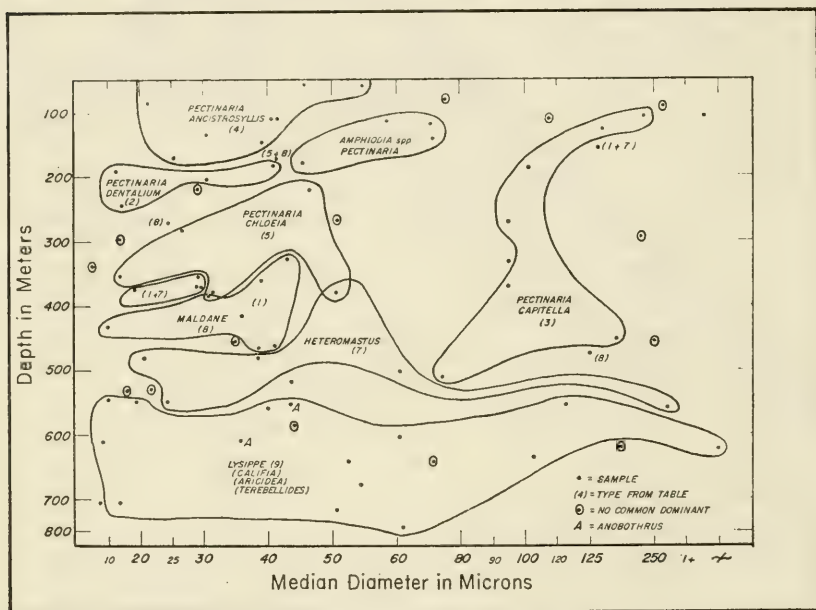 PECTINARIA
ANCISTROSYLLIS
(4)
AMPHIODIA spp
PECTINARIA
(5+8)
(1+7)
PECTINARIA
DENTALIUM
(2)
(8)
PECTINARIA
CHLOEIA
(5)
(1+7)
(1)
MALDANE
(8)
HETEROMASTUS
(7)
PECTINARIA
CAPITELLA
(3)
(8)
A
A
LYSIPPE (9)
(CALIFIA)
(ARICIDEA)
(TEREBELLIDES)
• = SAMPLE
(4) = TYPE FROM TABLE
= NO COMMON DOMINANT
A = ANOBOTHRUS
100
200
300
400
500
600
700
800
Depth in Meters
10 20 25 30 40 50 60 80 100 120 125 250 1+
Median Diameter in Microns